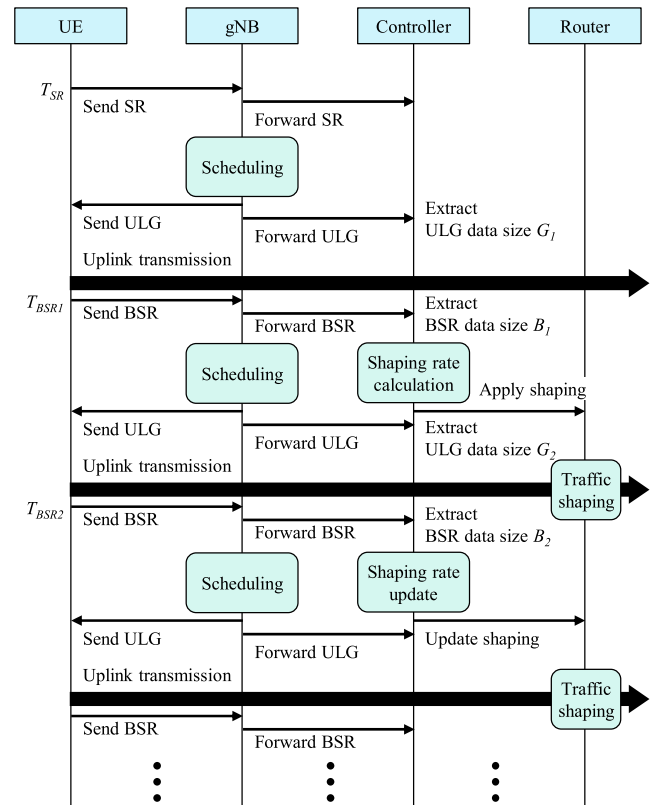 UE
gNB
Controller
Router
T_SR
Send SR
Forward SR
Scheduling
Send ULG
Forward ULG
Extract
ULG data size G_1
Uplink transmission
T_BSR1
Send BSR
Forward BSR
Extract
BSR data size B_1
Scheduling
Shaping rate
calculation
Apply shaping
Send ULG
Forward ULG
Extract
ULG data size G_2
Uplink transmission
Traffic
shaping
T_BSR2
Send BSR
Forward BSR
Extract
BSR data size B_2
Scheduling
Shaping rate
update
Send ULG
Forward ULG
Update shaping
Uplink transmission
Traffic
shaping
Send BSR
Forward BSR